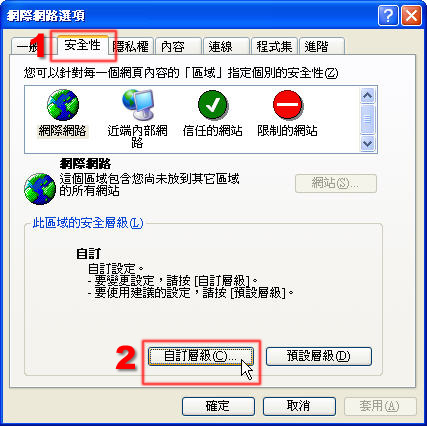 網際網路選項
一般 安全性 隱私權 內容 連線 程式集 進階
1
您可以針對每一個網頁內容的「區域」指定個別的安全性(Z)
網際網路 近端內部網路 信任的網站 限制的網站
網際網路
這個區域包含您尚未放到其它區域
的所有網站
網站(S)...
此區域的安全層級(L)
自訂
自訂設定。
- 要變更設定，請按 [自訂層級]。
- 要使用建議的設定，請按 [預設層級]。
2
自訂層級(C)... 預設層級(D)
確定 取消 套用(A)